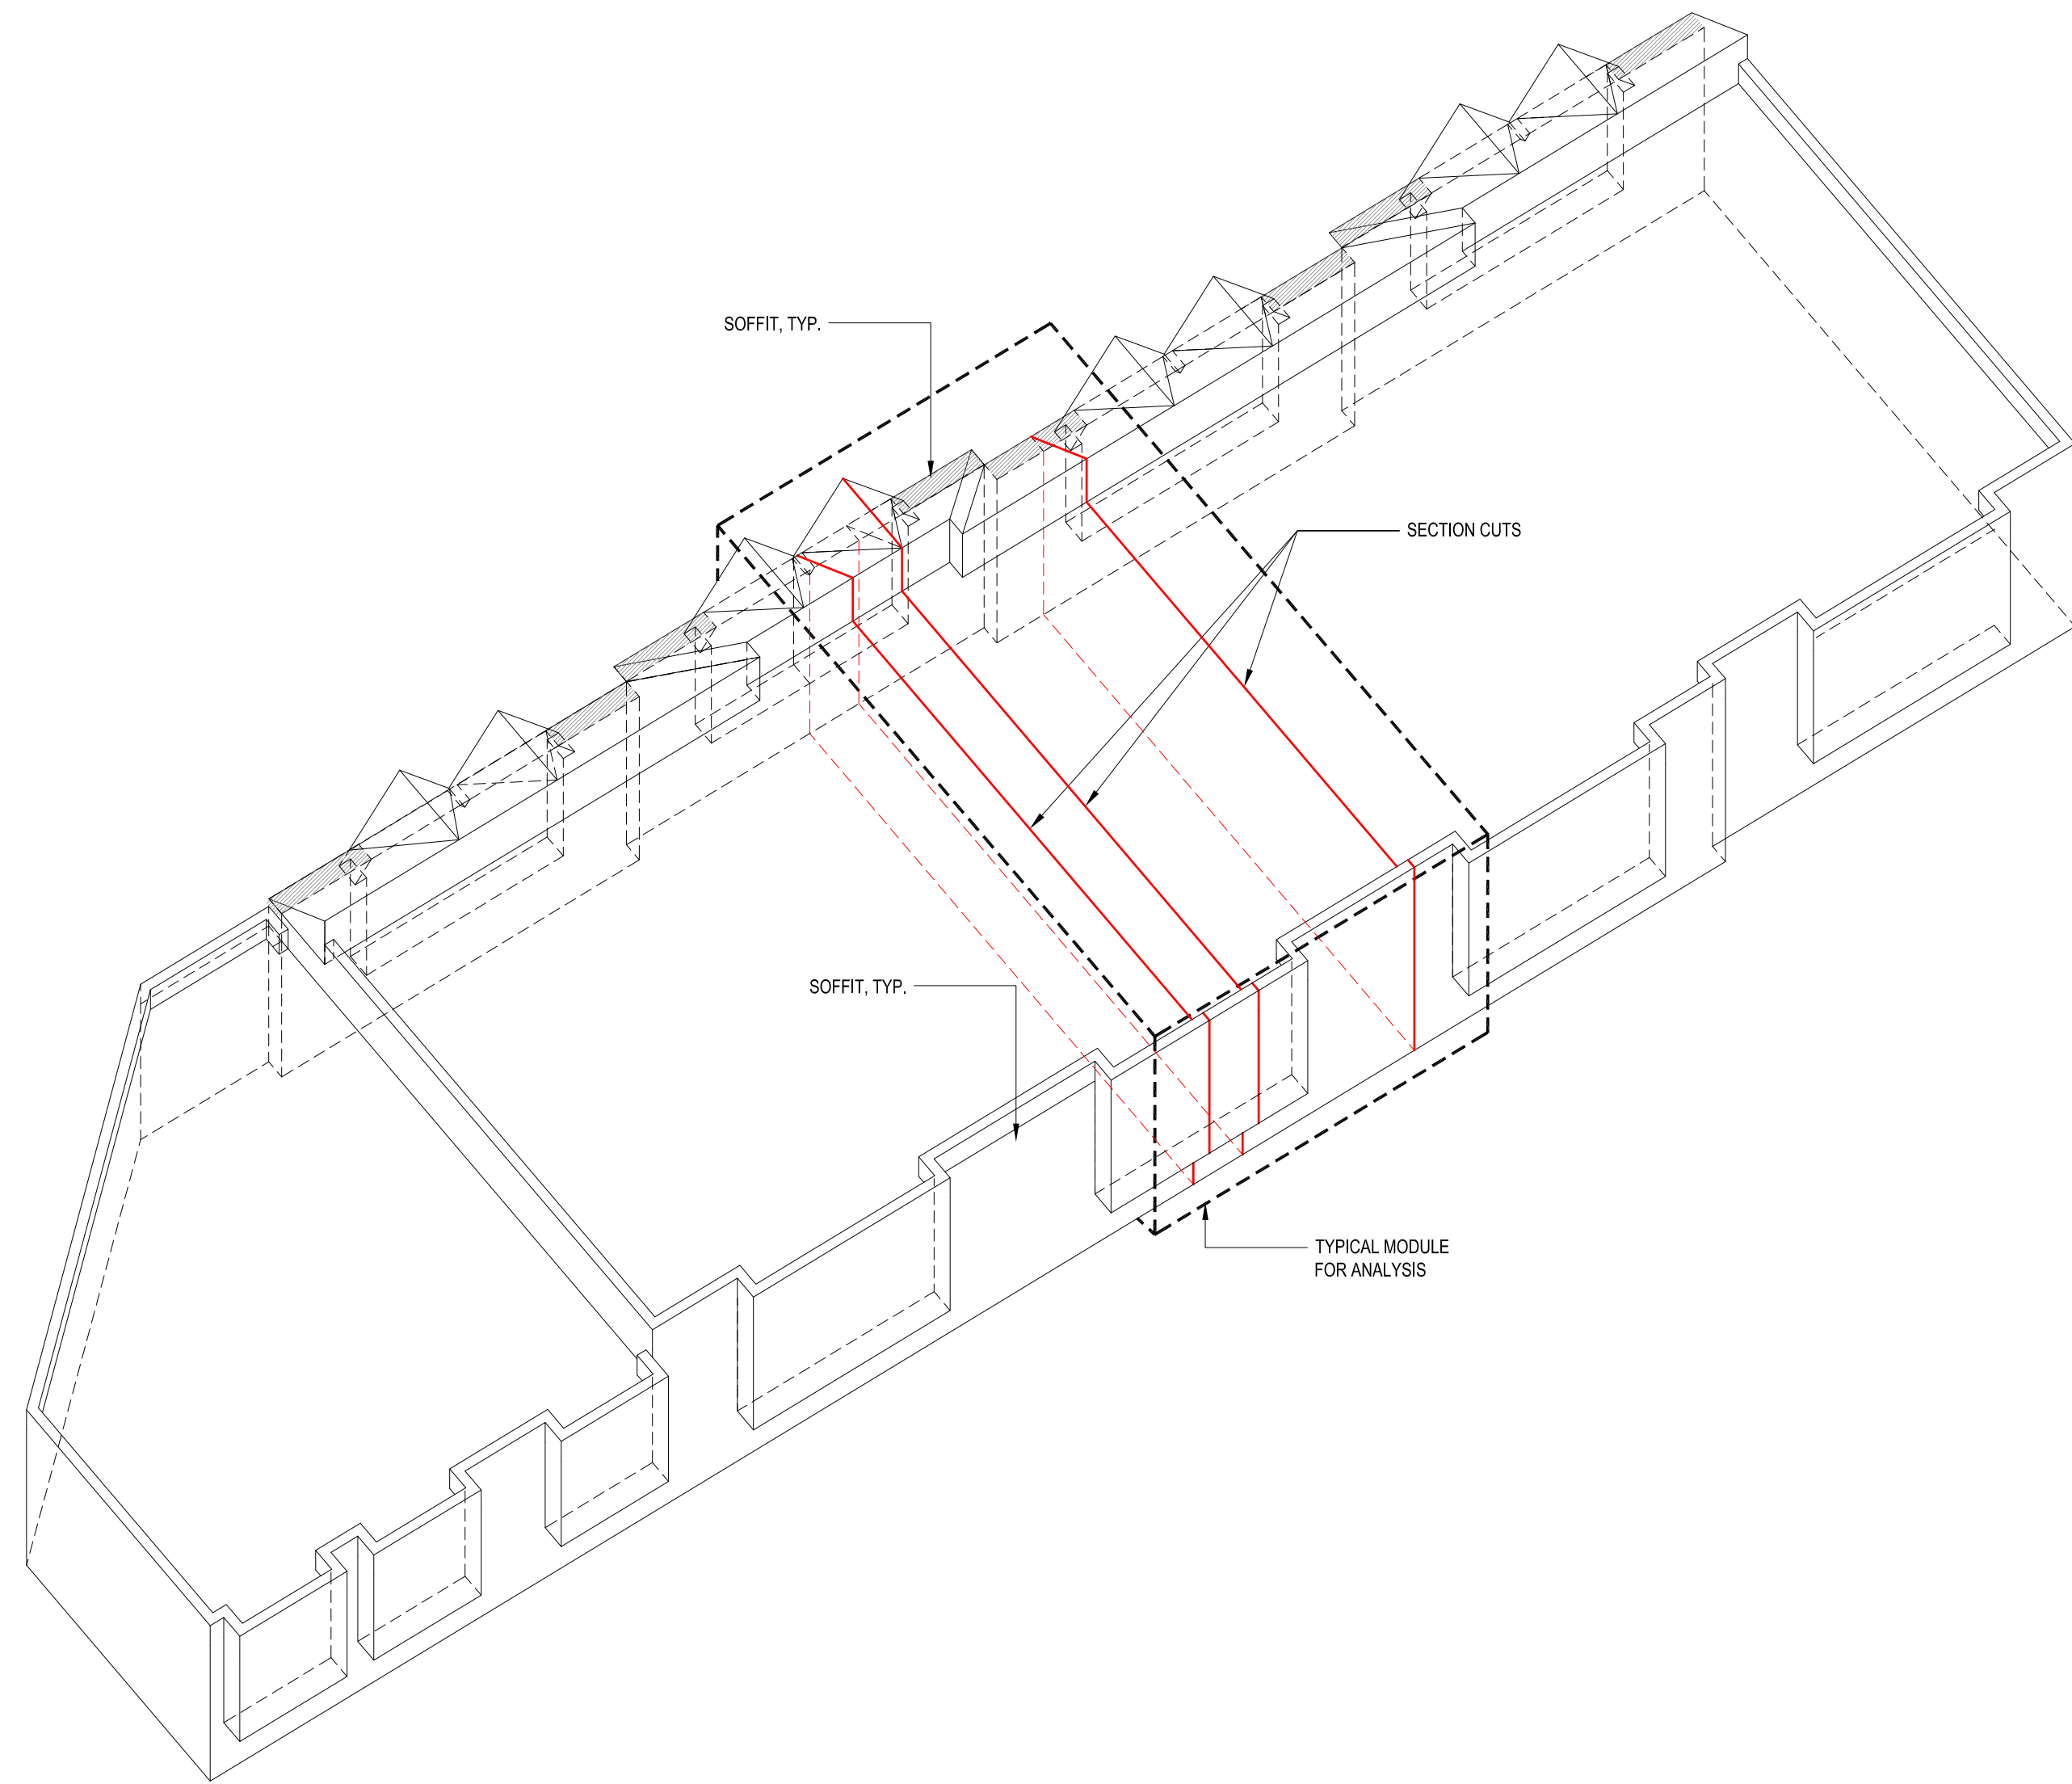 SOFFIT, TYP.
SECTION CUTS
SOFFIT, TYP.
TYPICAL MODULE
FOR ANALYSIS